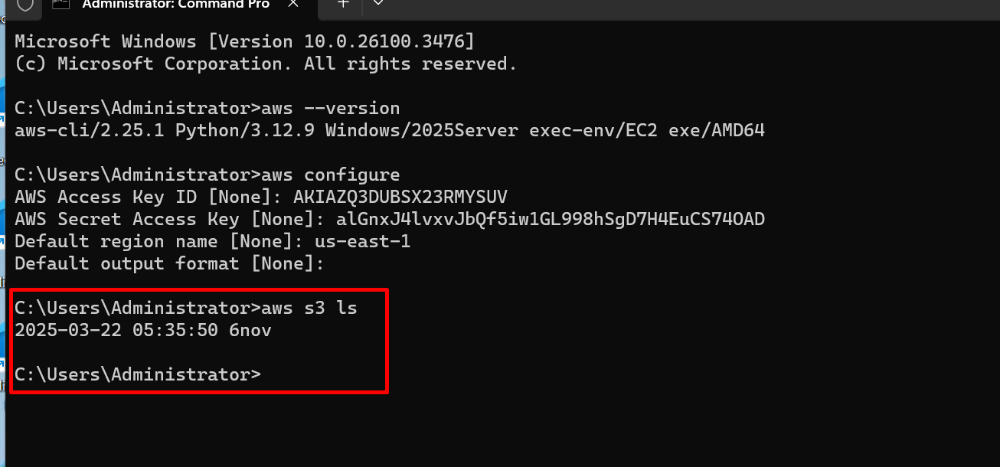 Administrator: Command Pro
Microsoft Windows [Version 10.0.26100.3476]
(c) Microsoft Corporation. All rights reserved.
C:\Users\Administrator>aws --version
aws-cli/2.25.1 Python/3.12.9 Windows/2025Server exec-env/EC2 exe/AMD64
C:\Users\Administrator>aws configure
AWS Access Key ID [None]: AKIAZQ3DUBSX23RMYSUV
AWS Secret Access Key [None]: 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
Default region name [None]: us-east-1
Default output format [None]:
C:\Users\Administrator>aws s3 ls
2025-03-22 05:35:50 6nov
C:\Users\Administrator>